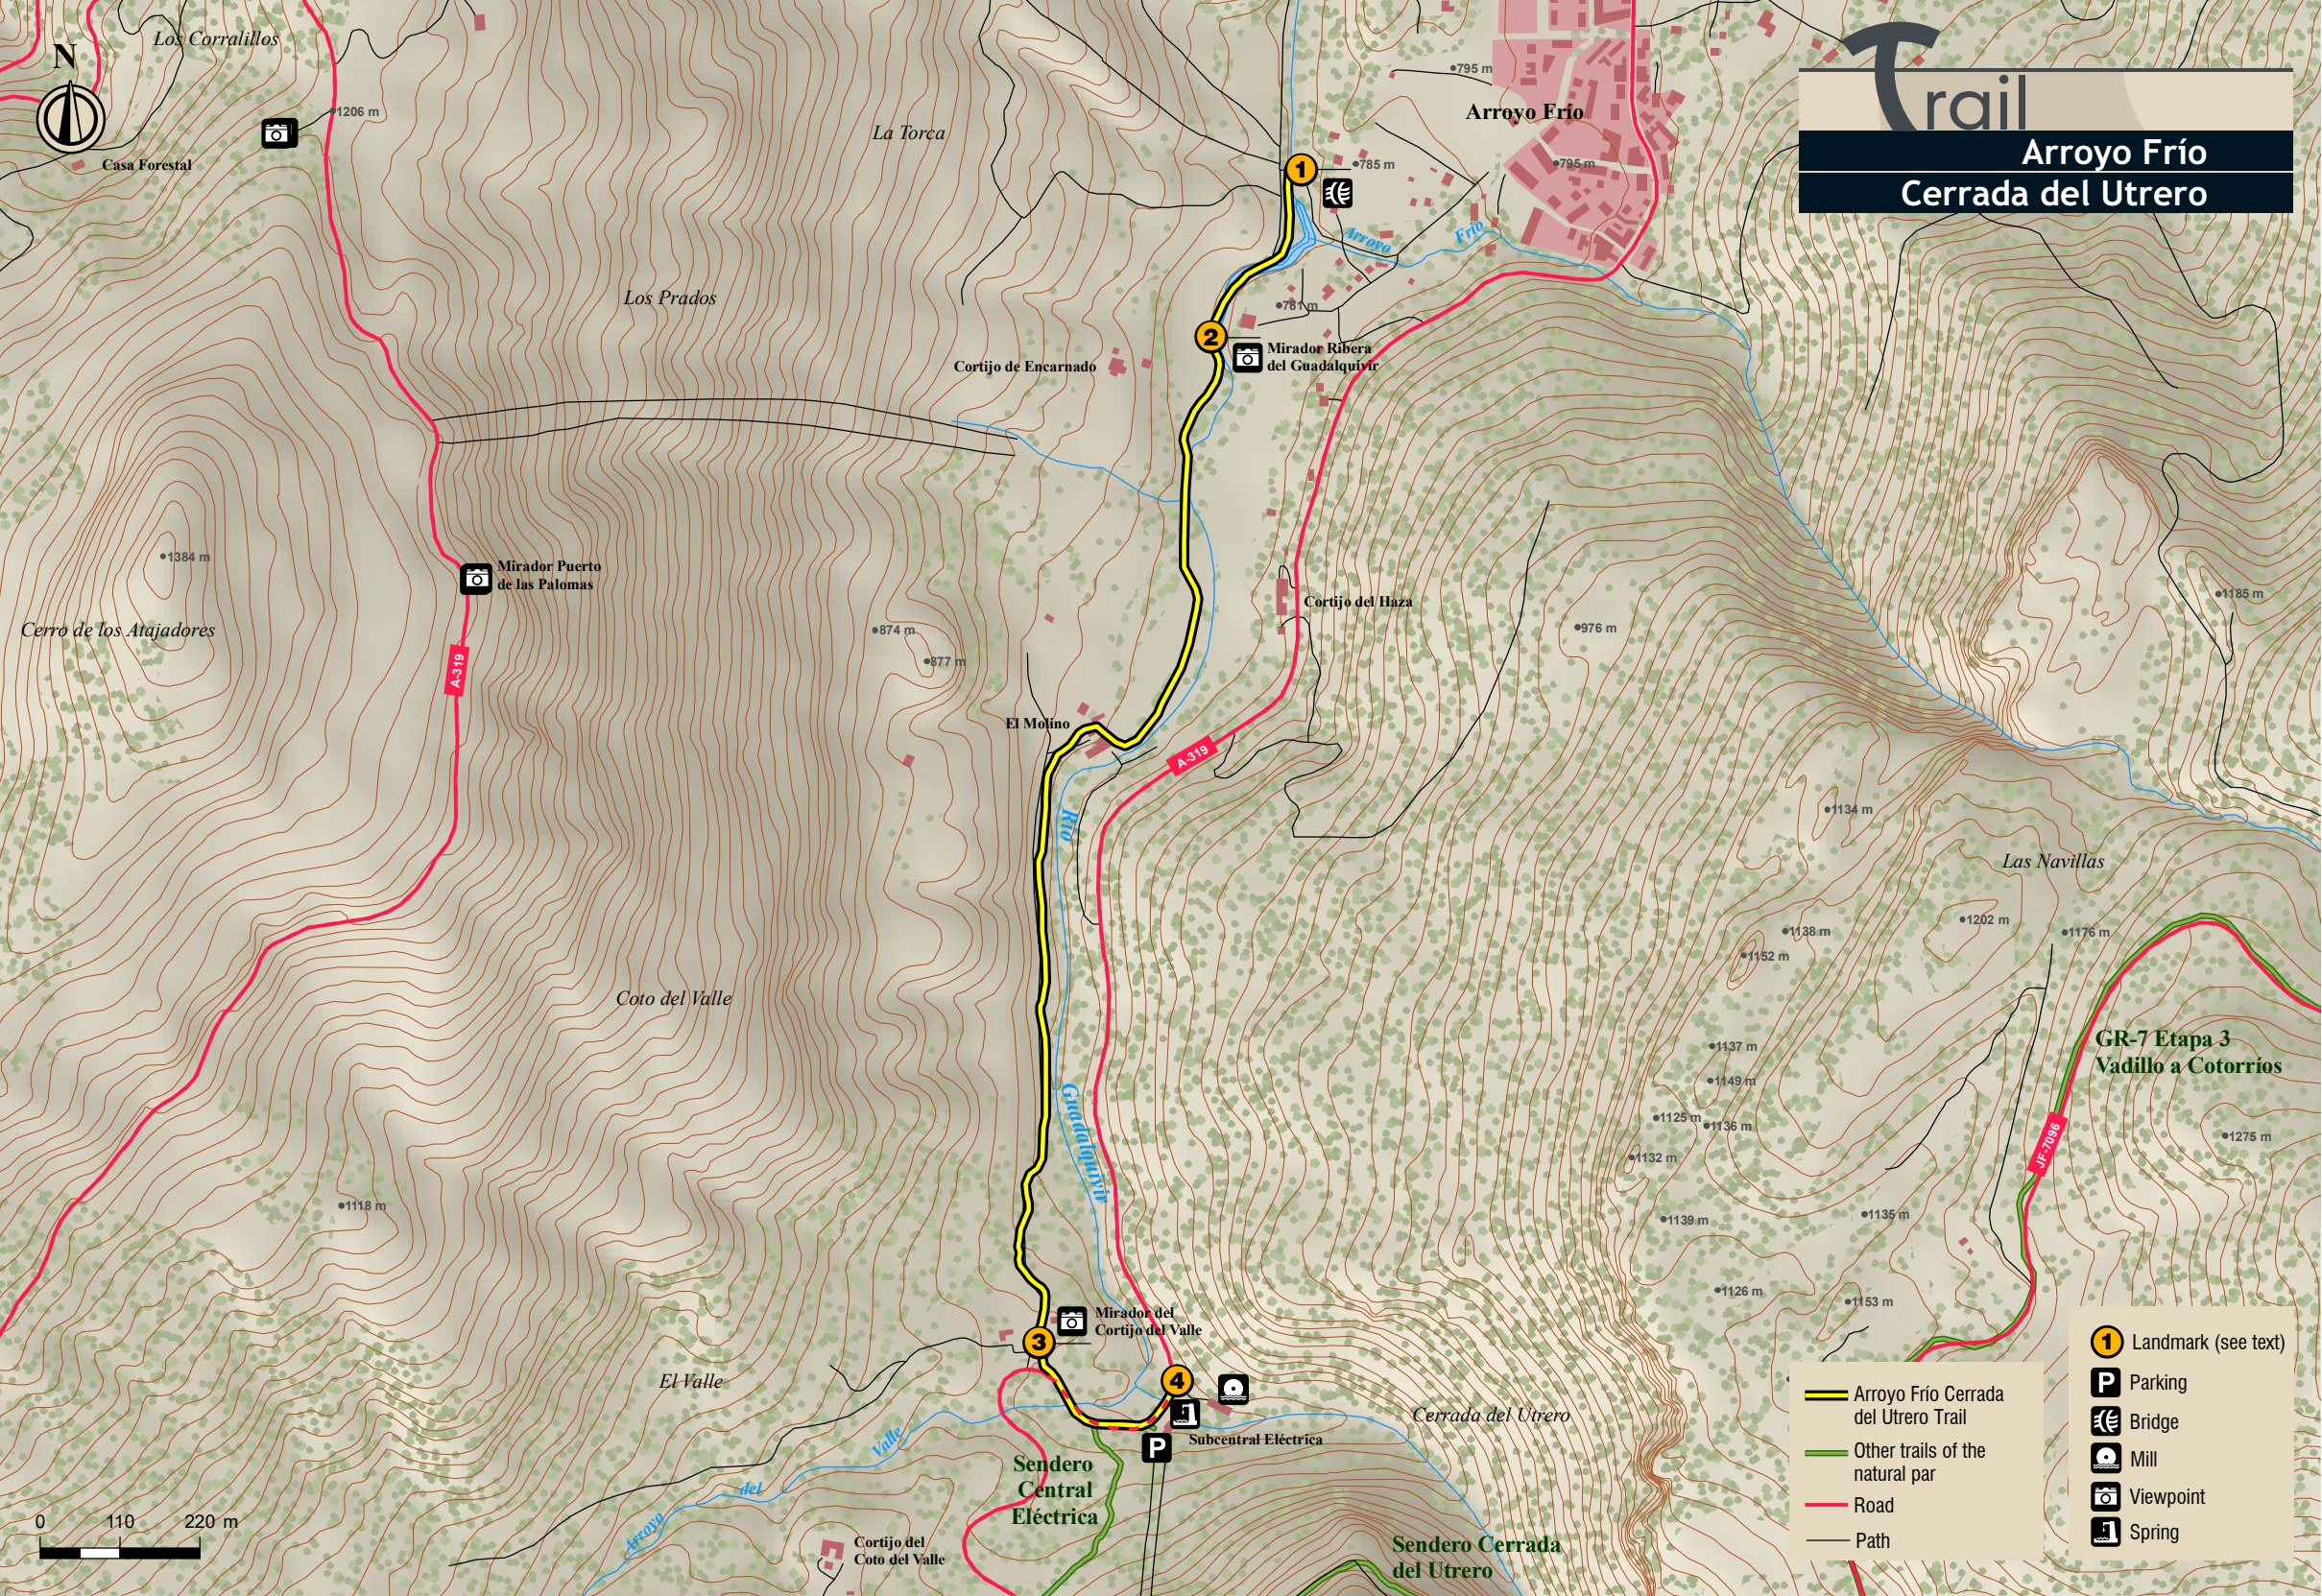 Los Corralillos
N
1206 m
Casa Forestal
La Torca
795 m
Arroyo Frío
785 m
795 m
Trail
Arroyo Frío
Cerrada del Utrero
1
Arroyo
Frío
Los Prados
781 m
2
Mirador Ribera
del Guadalquivir
Cortijo de Encarnado
1384 m
Mirador Puerto
de las Palomas
Cerro de los Atajadores
A-319
874 m
877 m
Cortijo del Haza
976 m
1185 m
El Molino
A-319
Río
1134 m
Las Navillas
1202 m
1176 m
1138 m
1152 m
Coto del Valle
GR-7 Etapa 3
Vadillo a Cotorríos
1137 m
1149 m
1125 m
1136 m
1132 m
JF-7096
1275 m
Guadalquivir
1118 m
1139 m
1135 m
1126 m
1153 m
Mirador del
Cortijo del Valle
3
4
El Valle
Cerrada del Utrero
Subcentral Eléctrica
P
Sendero
Central
Eléctrica
Arroyo
del
Valle
Cortijo del
Coto del Valle
Sendero Cerrada
del Utrero
0 110 220 m
Arroyo Frío Cerrada
del Utrero Trail
Other trails of the
natural par
Road
Path
1 Landmark (see text)
P Parking
Bridge
Mill
Viewpoint
Spring